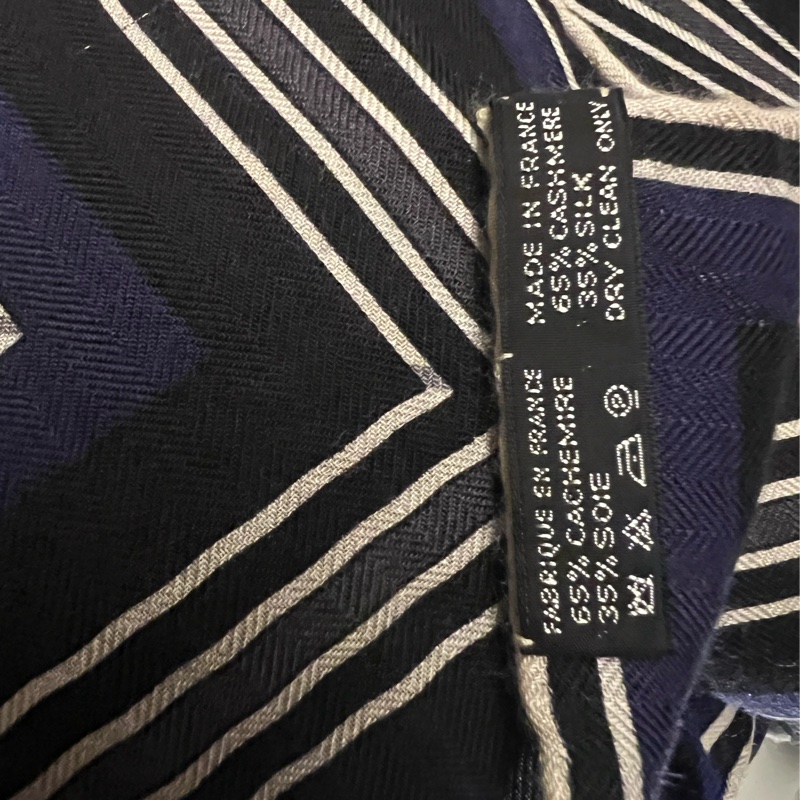 FABRIQUE EN FRANCE
65% CACHEMIRE
35% SOIE
MADE IN FRANCE
65% CASHMERE
35% SILK
DRY CLEAN ONLY